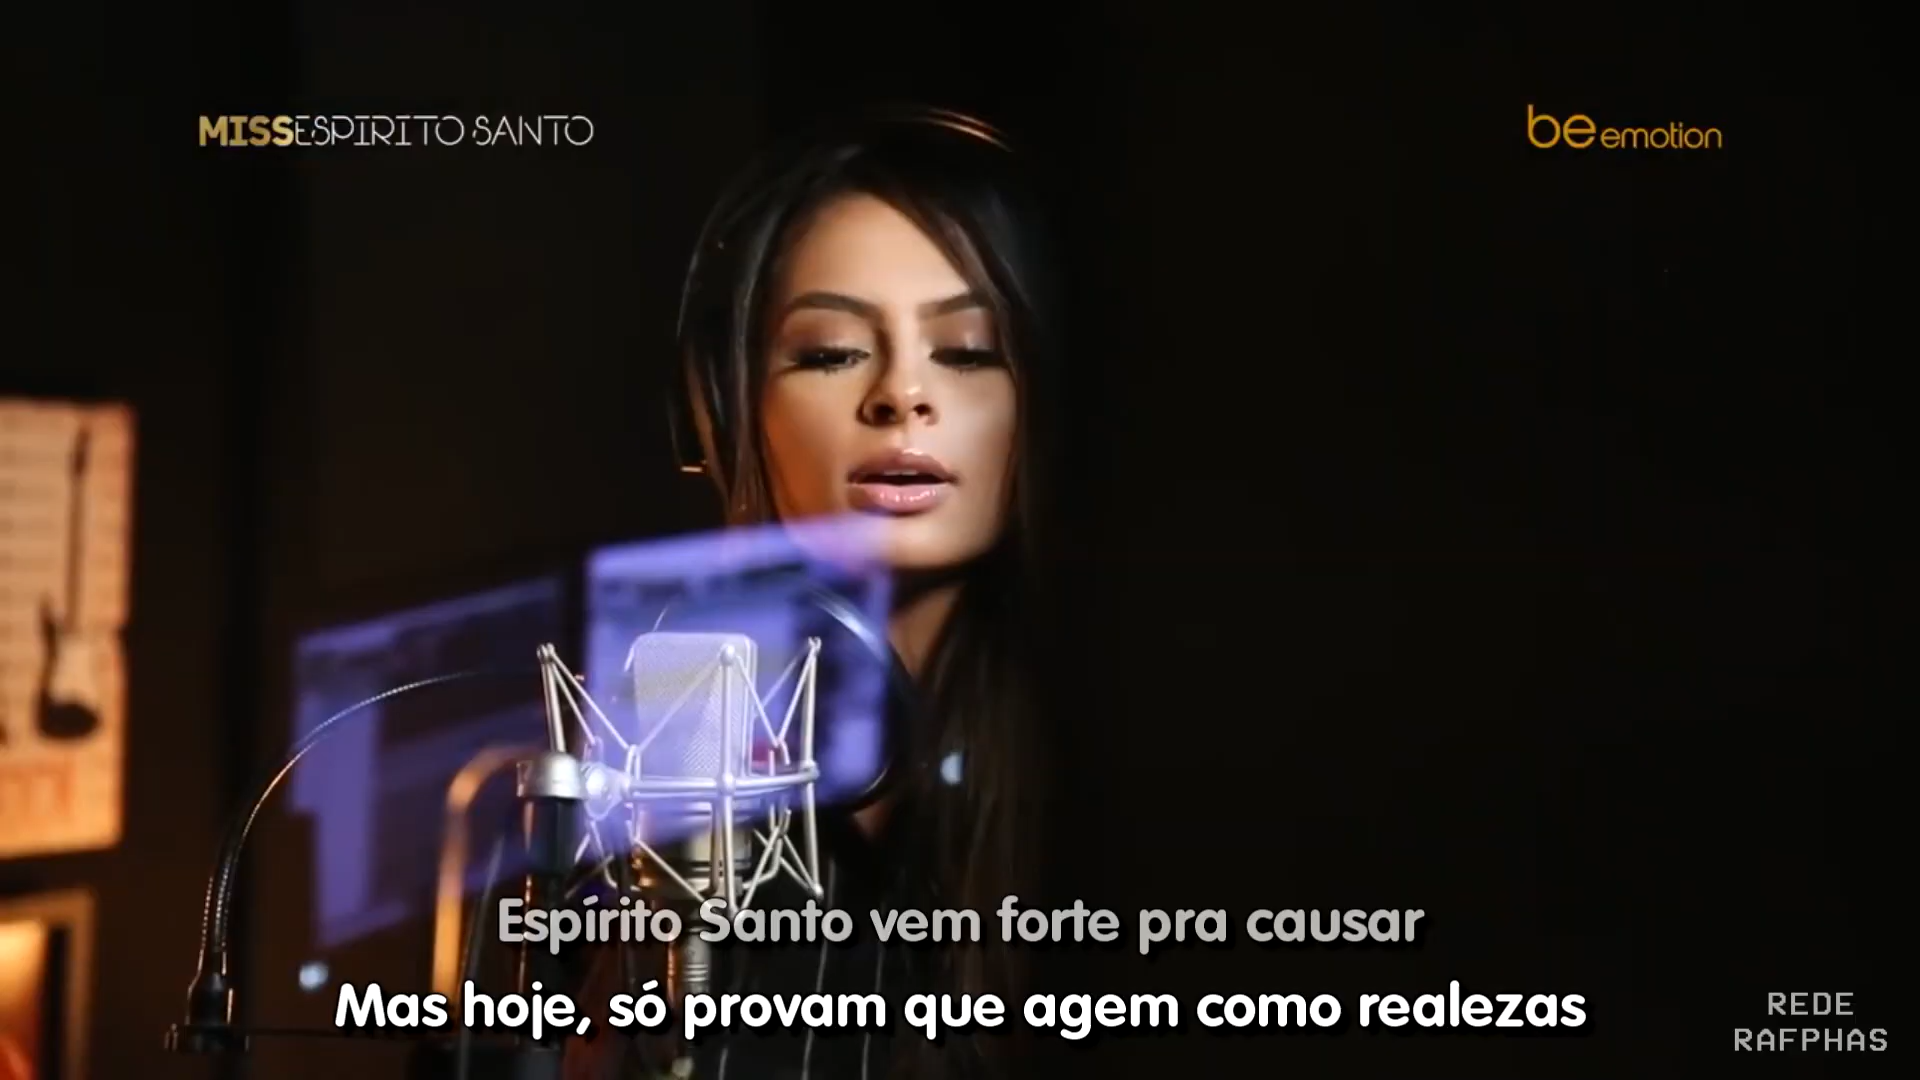 MISSESPIRITO SANTO
be emotion
Espírito Santo vem forte pra causar
Mas hoje, só provam que agem como realezas
REDE
RAFPHAS